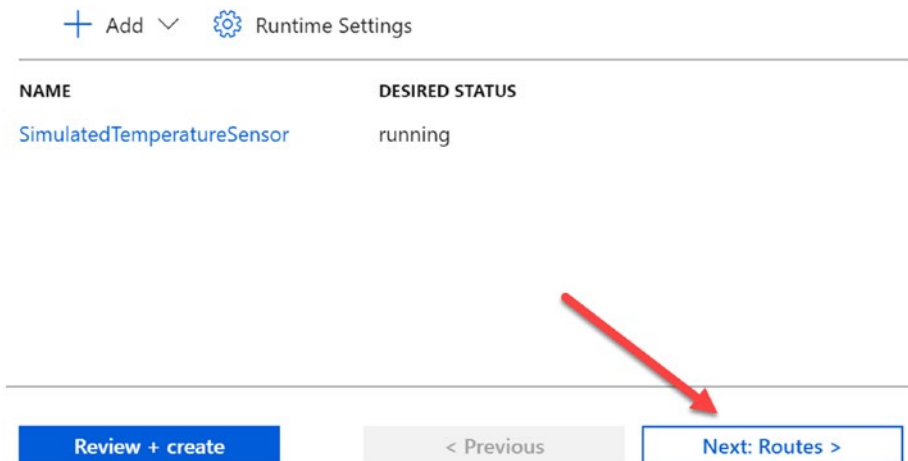 Add Runtime Settings
NAME DESIRED STATUS
SimulatedTemperatureSensor running
Review + create < Previous Next: Routes >